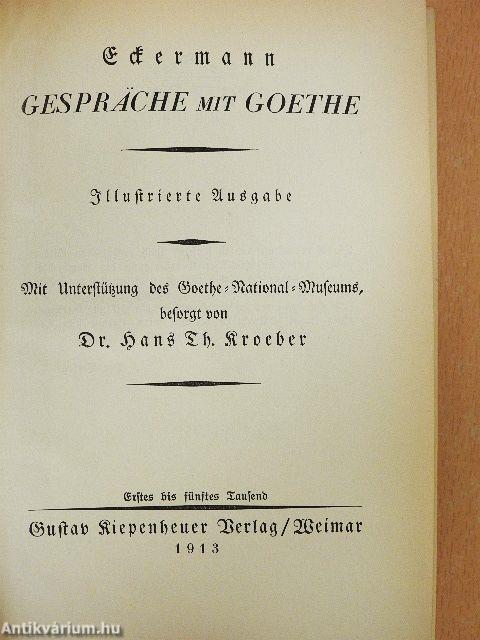 Eckermann
GESPRÄCHE MIT GOETHE
Illustrierte Ausgabe
Mit Unterstützung des Goethe-National-Museums,
besorgt von
Dr. Hans Th. Kroeber
Erstes bis fünftes Tausend
Gustav Kiepenheuer Verlag/Weimar
1913
Antikvárium.hu